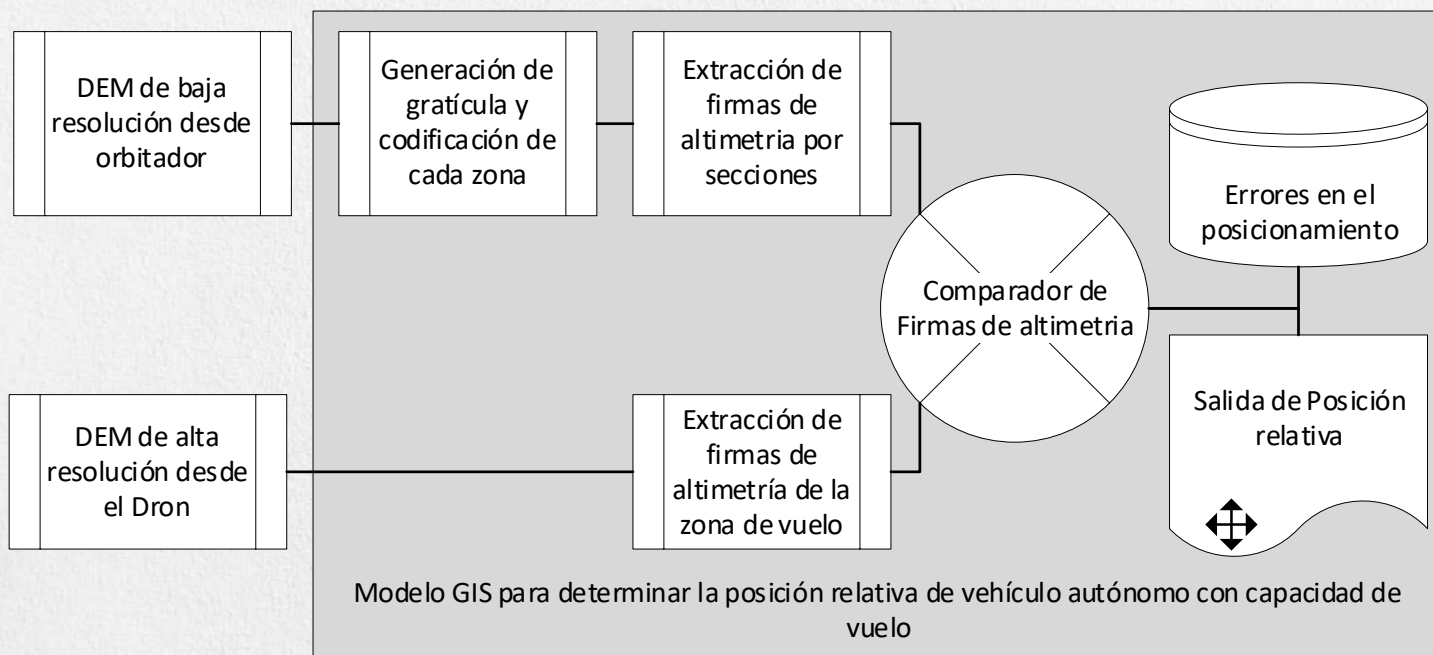 DEM de baja
resolución desde
orbitador
Generación de
gratícula y
codificación de
cada zona
Extracción de
firmas de
altimetria por
secciones
Errores en el
posicionamiento
Comparador de
Firmas de altimetria
DEM de alta
resolución desde
el Dron
Extracción de
firmas de
altimetría de la
zona de vuelo
Salida de Posición
relativa
Modelo GIS para determinar la posición relativa de vehículo autónomo con capacidad de
vuelo